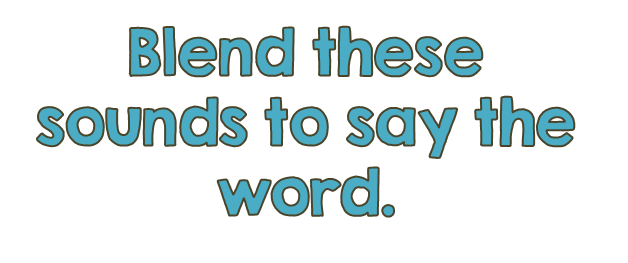 Blend these
sounds to say the
word.